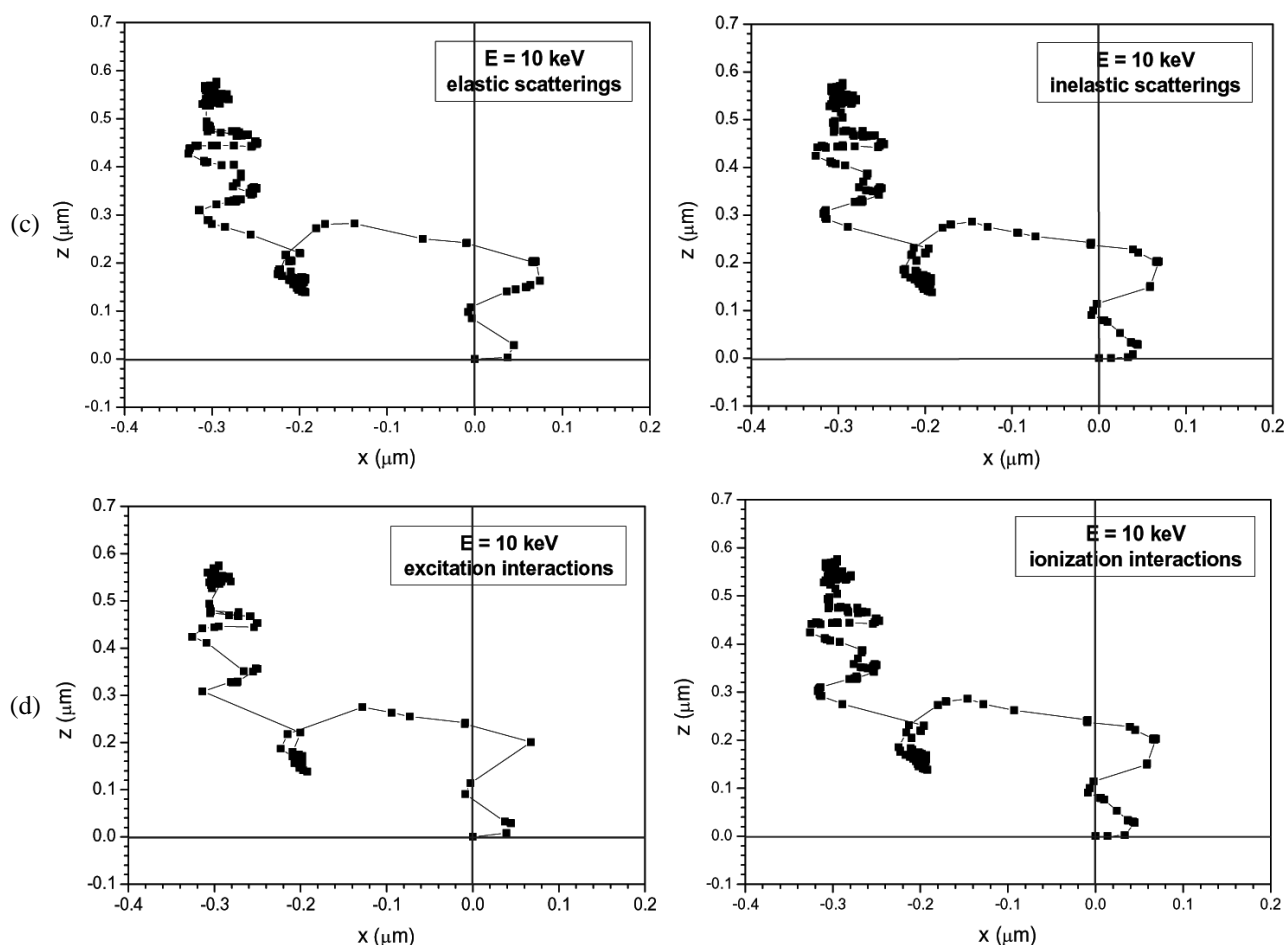 0.7
0.6
0.5
0.4
0.3
0.2
0.1
0.0
-0.1
z (μm)
-0.4 -0.3 -0.2 -0.1 0.0 0.1 0.2
x (μm)
E = 10 keV
elastic scatterings
0.7
0.6
0.5
0.4
0.3
0.2
0.1
0.0
-0.1
z (μm)
-0.4 -0.3 -0.2 -0.1 0.0 0.1 0.2
x (μm)
E = 10 keV
inelastic scatterings
(c)
0.7
0.6
0.5
0.4
0.3
0.2
0.1
0.0
-0.1
z (μm)
-0.4 -0.3 -0.2 -0.1 0.0 0.1 0.2
x (μm)
E = 10 keV
excitation interactions
0.7
0.6
0.5
0.4
0.3
0.2
0.1
0.0
-0.1
z (μm)
-0.4 -0.3 -0.2 -0.1 0.0 0.1 0.2
x (μm)
E = 10 keV
ionization interactions
(d)